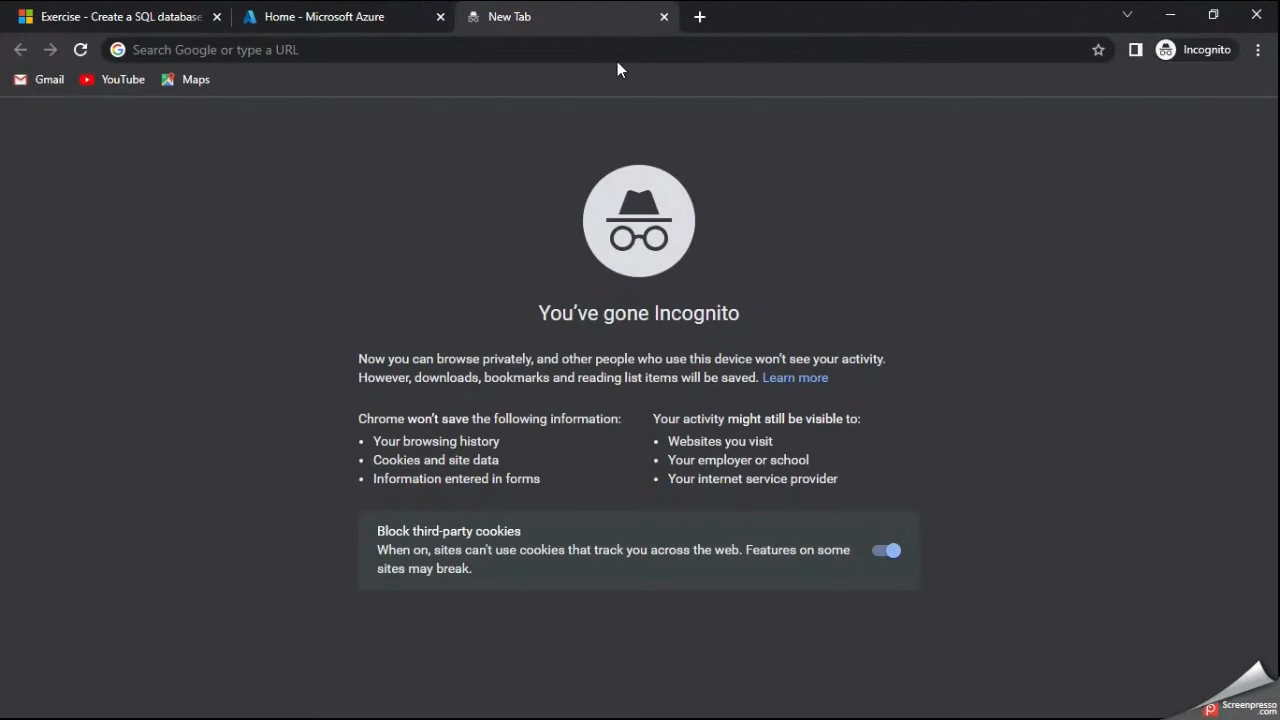 Exercise - Create a SQL database
Home - Microsoft Azure
New Tab
Search Google or type a URL
Incognito
Gmail
YouTube
Maps
You've gone Incognito
Now you can browse privately, and other people who use this device won't see your activity.
However, downloads, bookmarks and reading list items will be saved. Learn more
Chrome won't save the following information:
• Your browsing history
• Cookies and site data
• Information entered in forms
Your activity might still be visible to:
• Websites you visit
• Your employer or school
• Your internet service provider
Block third-party cookies
When on, sites can't use cookies that track you across the web. Features on some
sites may break.
Screenpresso
.com